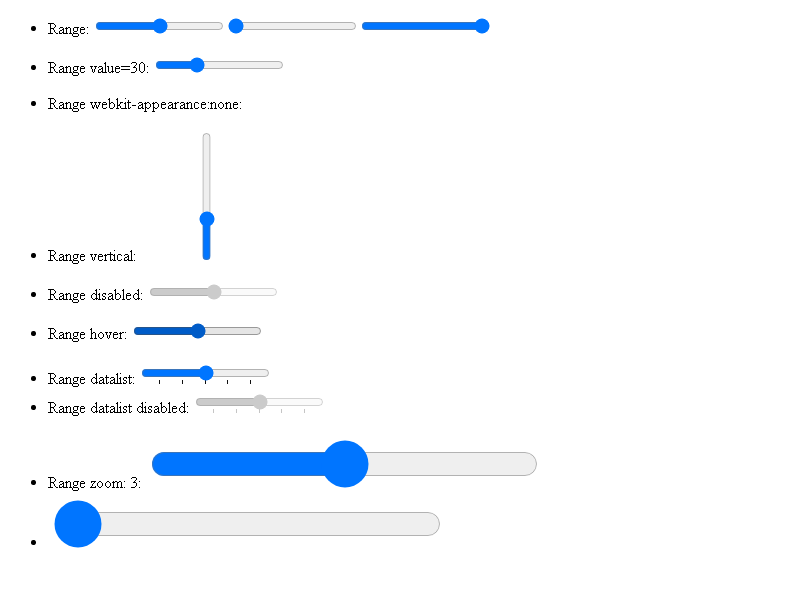 Range:
Range value=30:
Range webkit-appearance:none:
Range vertical:
Range disabled:
Range hover:
Range datalist:
Range datalist disabled:
Range zoom: 3: